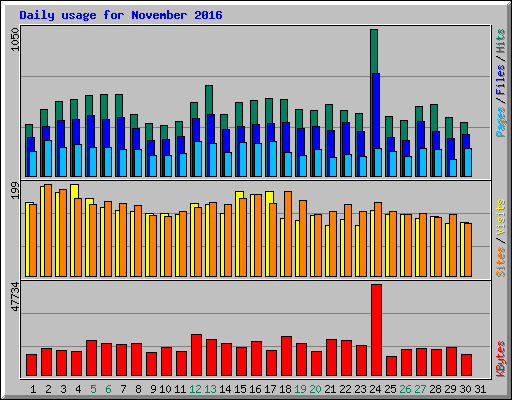 Daily usage for November 2016
1050
Pages / Files / Hits
199
Sites / Visits
47734
KBytes
1 2 3 4 5 6 7 8 9 10 11 12 13 14 15 16 17 18 19 20 21 22 23 24 25 26 27 28 29 30 31